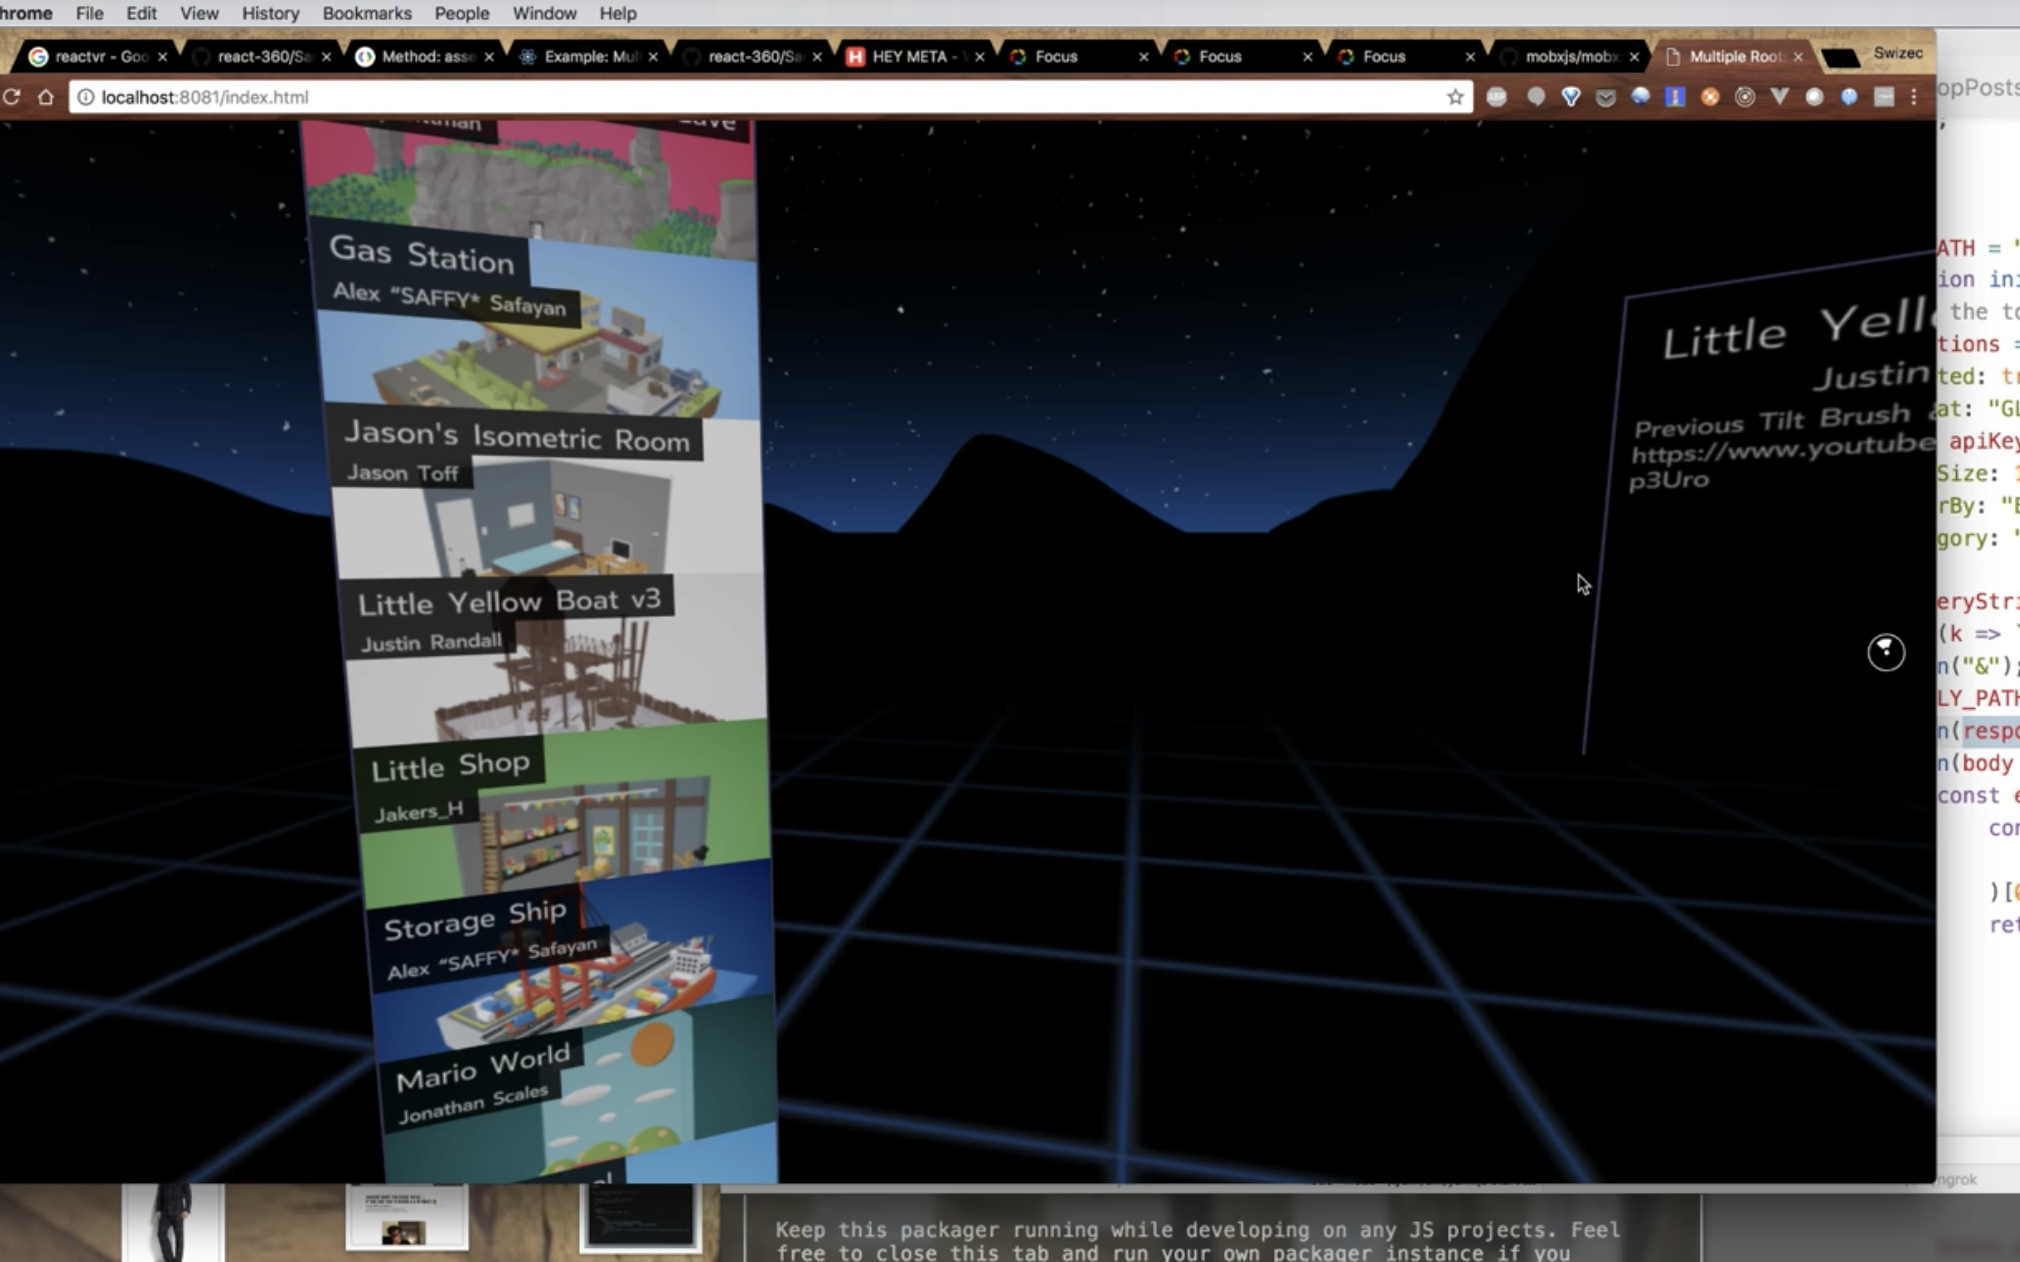 hrome File Edit View History Bookmarks People Window Help
reactvr - Goo
react-360/Sa
Method: asse
Example: Mul
react-360/Sa
HEY META -
Focus
Focus
Focus
mobxjs/mobx
Multiple Root
Swizec
localhost:8081/index.html
Gas Station
Alex "SAFFY* Safayan
Jason's Isometric Room
Jason Toff
Little Yellow Boat v3
Justin Randall
Little Shop
Jakers_H
Storage Ship
Alex "SAFFY* Safayan
Mario World
Jonathan Scales
Little Yell
Justin
Previous Tilt Brush
https://www.youtube
p3Uro
opPosts
;
ATH = "
ion ini
the to
tions =
ted: tr
at: "GL
apiKey
Size: 1
rBy: "B
gory: "
eryStri
(k => `
n("&");
LY_PATH
n(respo
n(body
const e
con
)[0
ret
ngrok
Keep this packager running while developing on any JS projects. Feel
free to close this tab and run your own packager instance if you